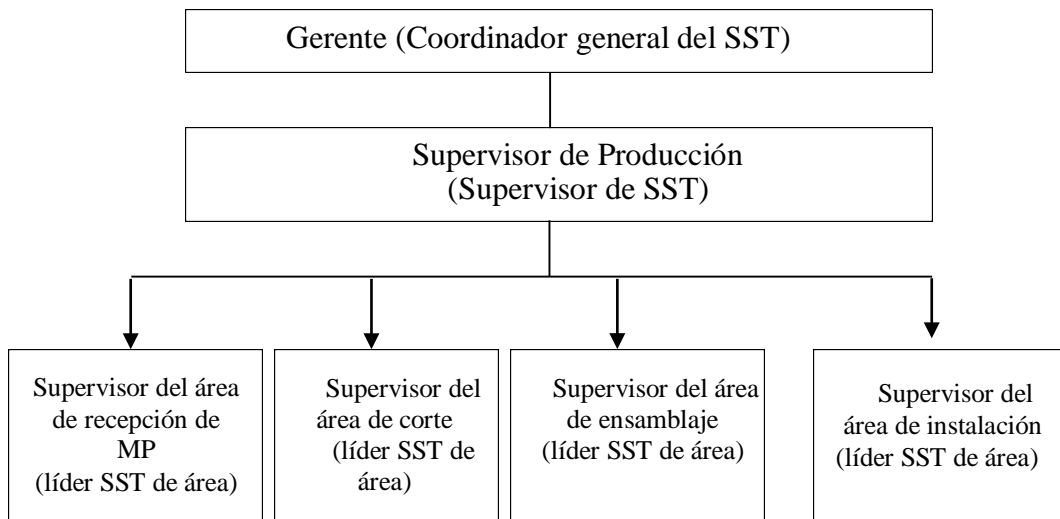 Gerente (Coordinador general del SST)
Supervisor de Producción
(Supervisor de SST)
Supervisor del área
de recepción de
MP
(líder SST de área)
Supervisor del
área de corte
(líder SST de
área)
Supervisor del área
de ensamblaje
(líder SST de área)
Supervisor del
área de instalación
(líder SST de área)